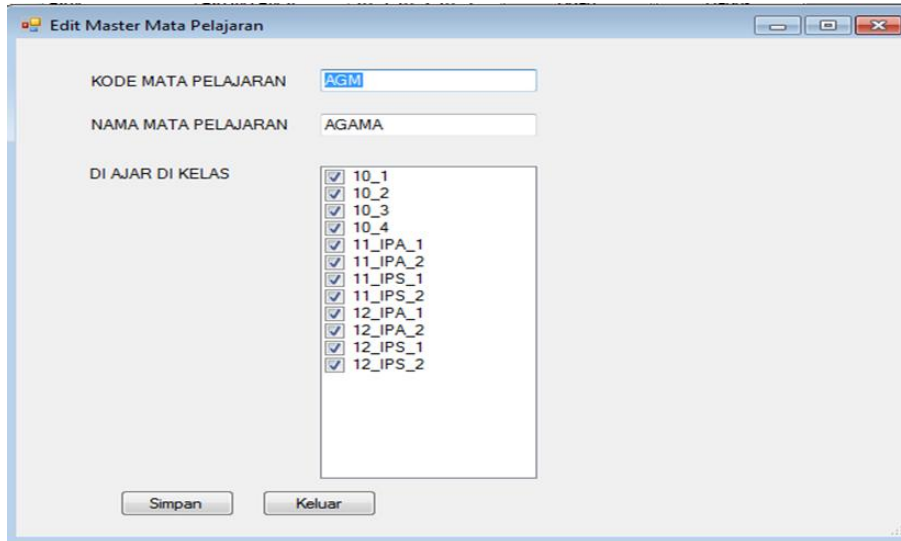 Edit Master Mata Pelajaran
KODE MATA PELAJARAN AGM
NAMA MATA PELAJARAN AGAMA
DI AJAR DI KELAS
10_1
10_2
10_3
10_4
11_IPA_1
11_IPA_2
11_IPS_1
11_IPS_2
12_IPA_1
12_IPA_2
12_IPS_1
12_IPS_2
Simpan Keluar